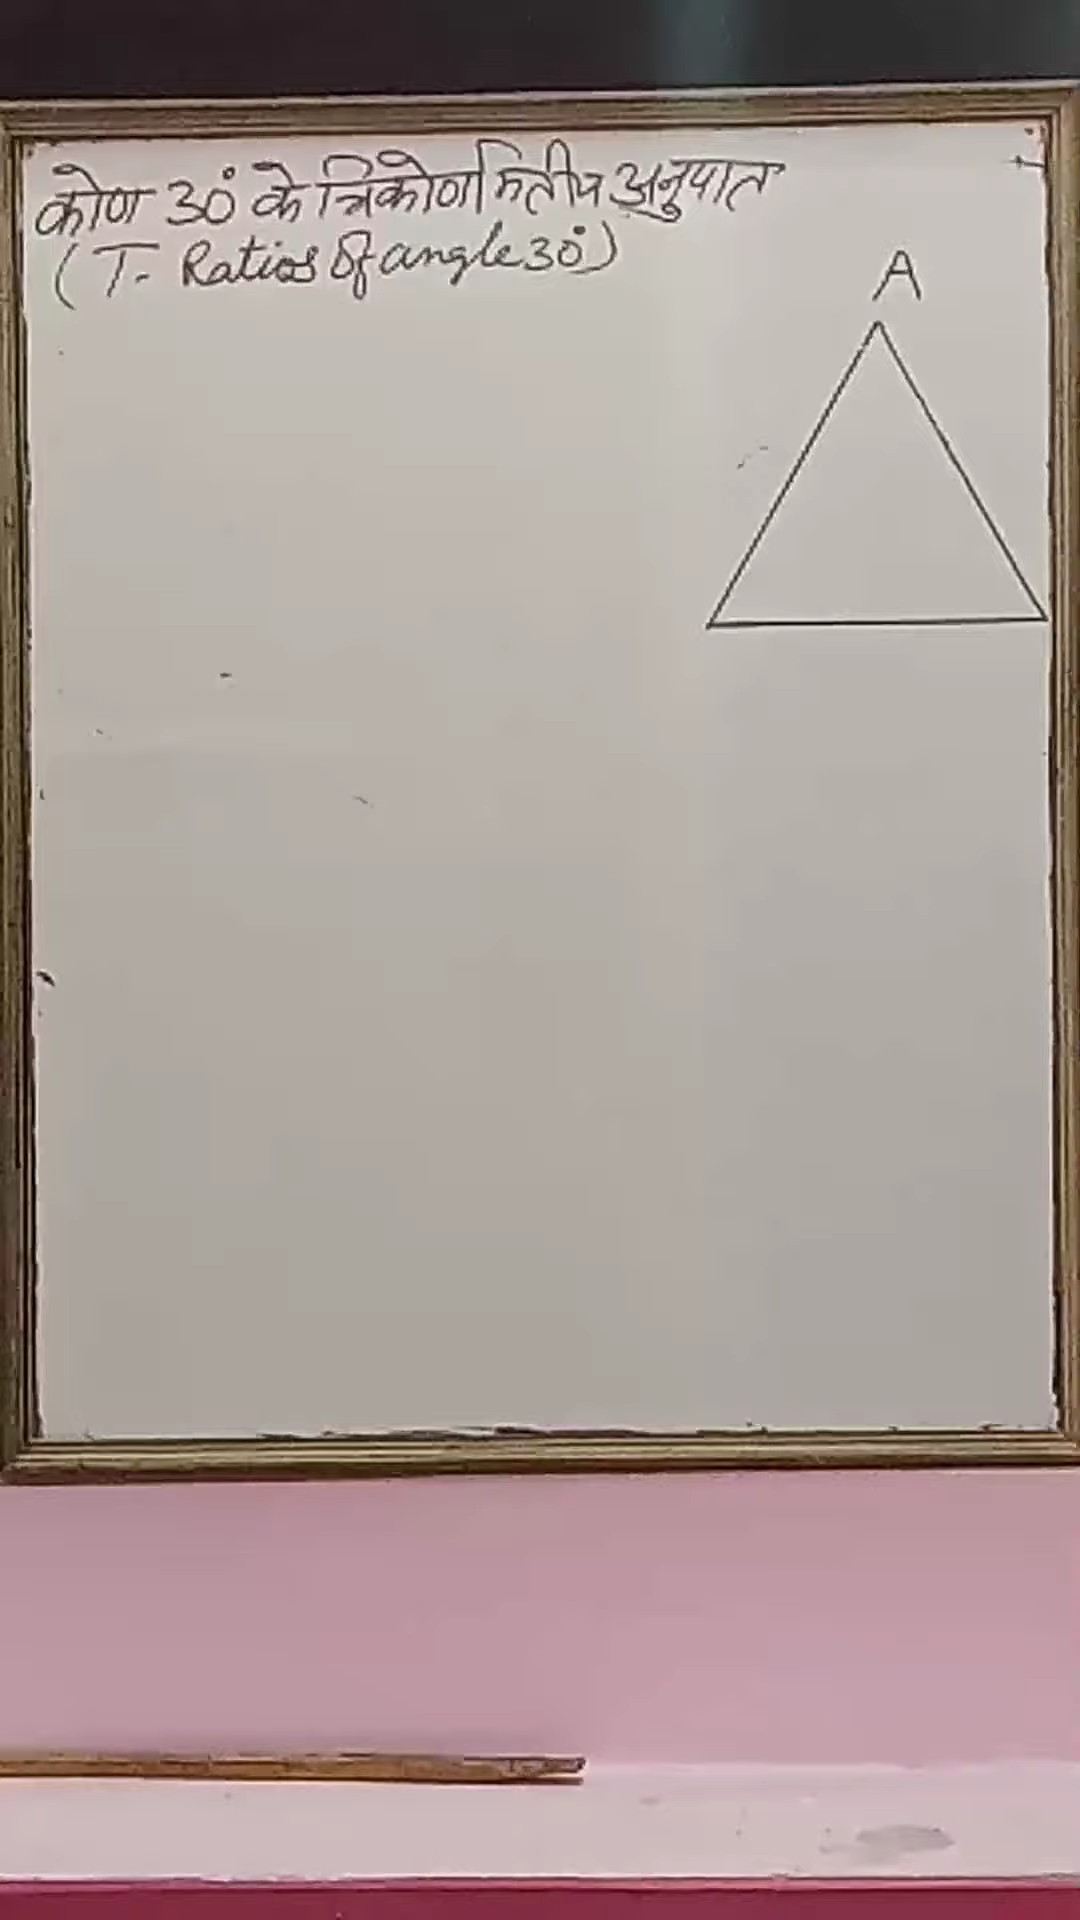 कोण 30° के त्रिकोणमितीय अनुपात
(T. Ratios of angle 30°)
A